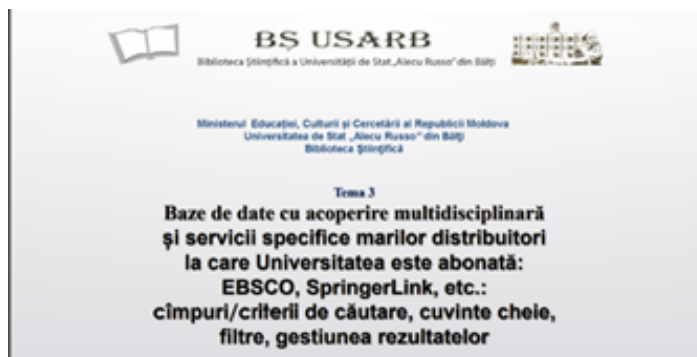 BȘ USARB
Biblioteca Științifică a Universității de Stat „Alecu Russo” din Bălți
Ministerul Educației, Culturii și Cercetării al Republicii Moldova
Universitatea de Stat „Alecu Russo” din Bălți
Biblioteca Științifică
Tema 3
Baze de date cu acoperire multidisciplinară
și servicii specifice marilor distribuitori
la care Universitatea este abonată:
EBSCO, SpringerLink, etc.:
cîmpuri/criterii de căutare, cuvinte cheie,
filtre, gestiunea rezultatelor